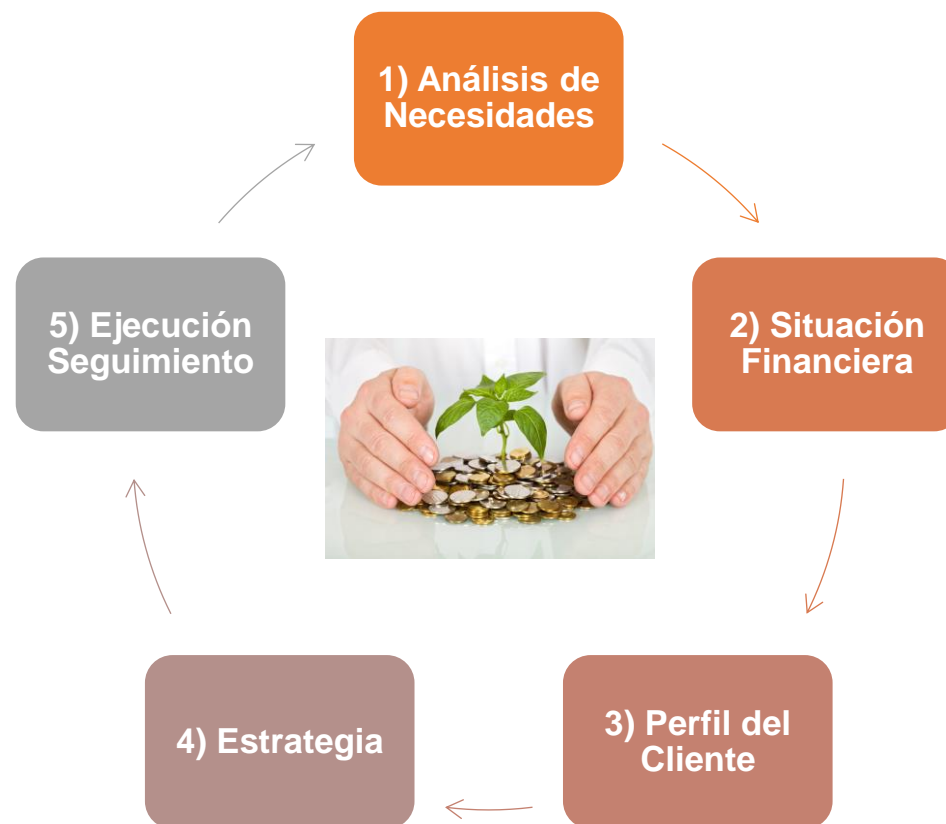 1) Análisis de
Necesidades
2) Situación
Financiera
3) Perfil del
Cliente
4) Estrategia
5) Ejecución
Seguimiento